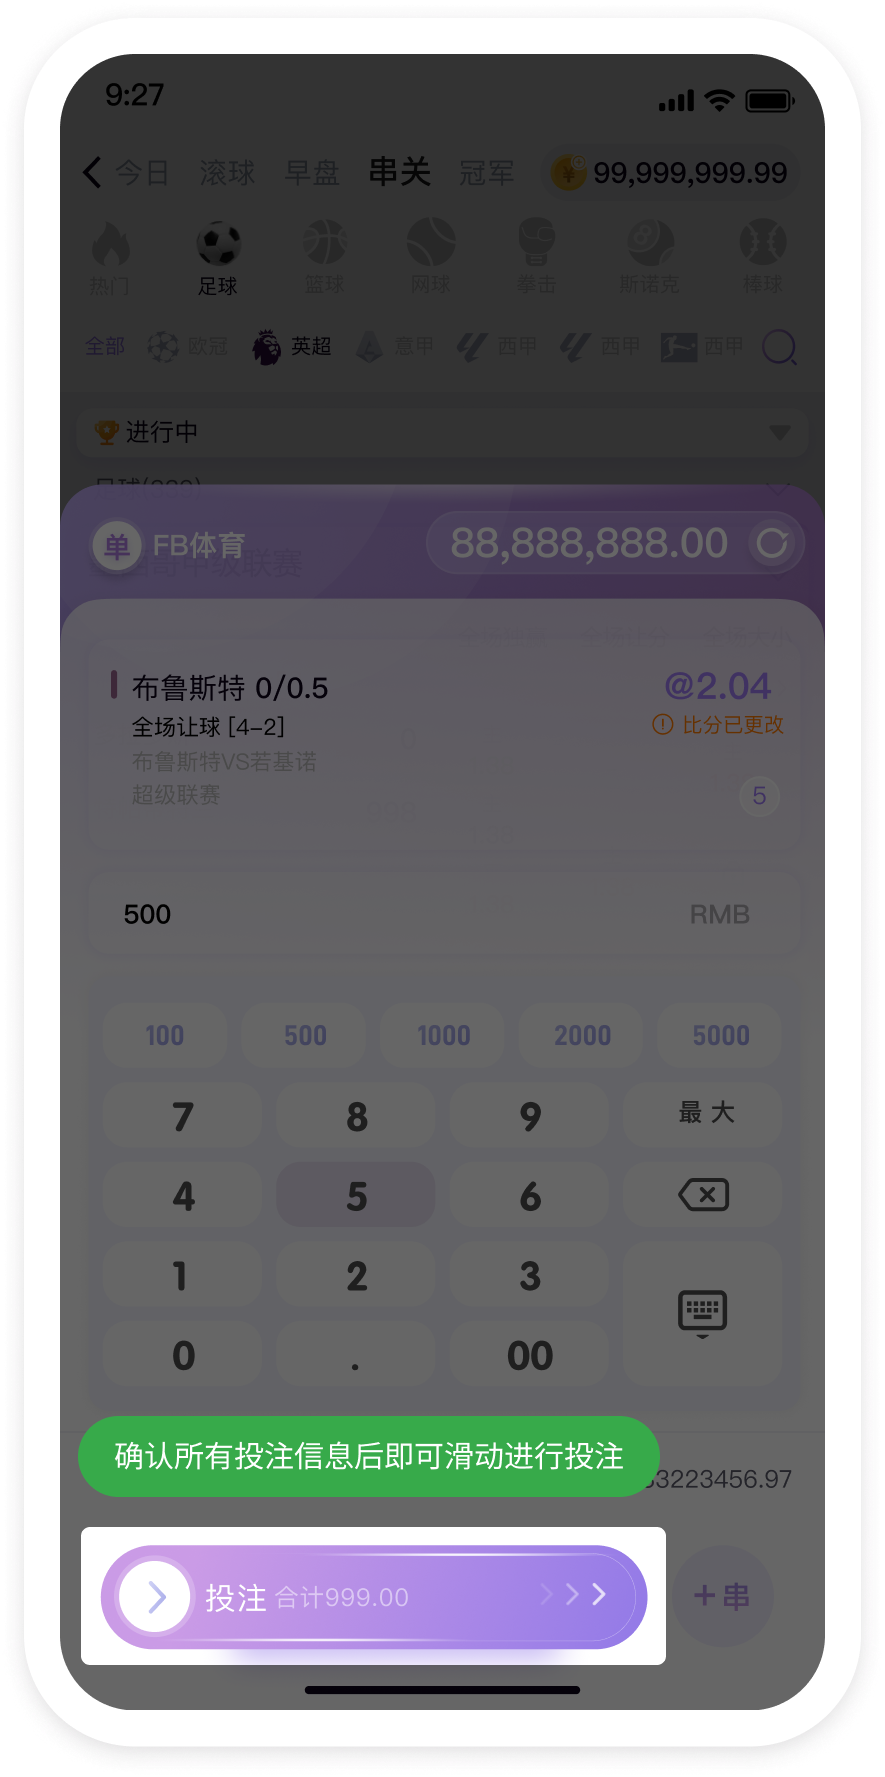 9:27
今日 滚球 早盘 串关 冠军 ¥ 99,999,999.99
热门 足球 篮球 网球 拳击 斯诺克 棒球
全部 欧冠 英超 意甲 西甲 西甲 西甲
进行中
足球(999)
单 FB体育 88,888,888.00
布鲁斯特 0/0.5 @2.04
全场让球 [4-2] 比分已更改
布鲁斯特VS若基诺
超级联赛 5
500 RMB
100 500 1000 2000 5000
7 8 9 最大
4 5 6
1 2 3
0 . 00
确认所有投注信息后即可滑动进行投注
3223456.97
投注 合计999.00
+串